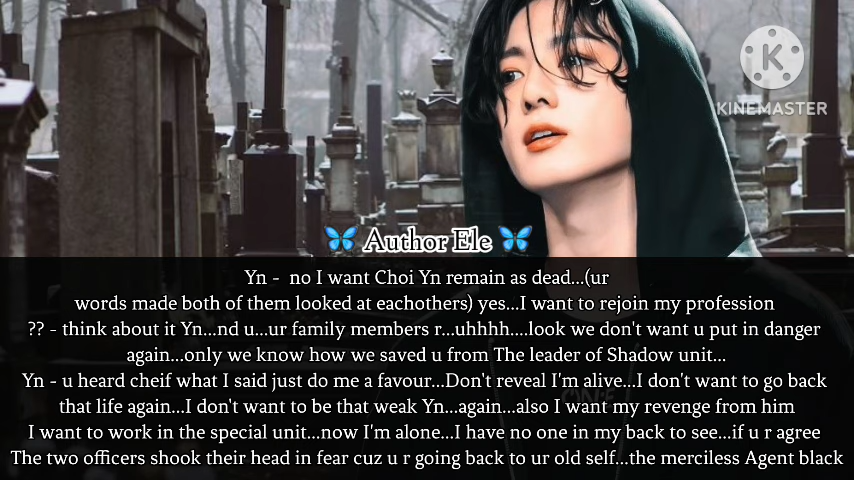 KINEMASTER
🦋 Author Ele 🦋
Yn - no I want Choi Yn remain as dead...(ur
words made both of them looked at eachothers) yes...I want to rejoin my profession
?? - think about it Yn...nd u...ur family members r...uhhhh....look we don't want u put in danger
again...only we know how we saved u from The leader of Shadow unit...
Yn - u heard cheif what I said just do me a favour...Don't reveal I'm alive...I don't want to go back
that life again...I don't want to be that weak Yn...again...also I want my revenge from him
I want to work in the special unit...now I'm alone...I have no one in my back to see...if u r agree
The two officers shook their head in fear cuz u r going back to ur old self...the merciless Agent black